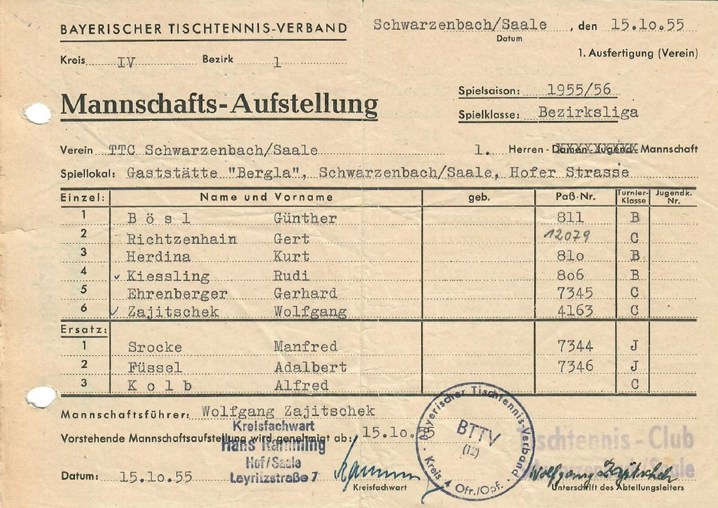 BAYERISCHER TISCHTENNIS-VERBAND
Schwarzenbach/Saale , den 15.10.55
Datum
Kreis IV Bezirk 1
1. Ausfertigung (Verein)
Mannschafts-Aufstellung
Spielsaison: 1955/56
Spielklasse: Bezirksliga
Verein TTC Schwarzenbach/Saale 1. Herren - Damen - Jugend - Mannschaft
Spiellokal: Gaststätte "Bergla", Schwarzenbach/Saale, Hofer Strasse
Einzel: Name und Vorname geb. Paß-Nr. Turnier-Klasse Jugendk. Nr.
1 B ö s l Günther 811 B
2 Richtzenhain Gert 12079 C
3 Herdina Kurt 810 B
4 Kiessling Rudi 806 B
5 Ehrenberger Gerhard 7345 C
6 Zajitschek Wolfgang 4163 C
Ersatz:
1 Srocke Manfred 7344 J
2 Füssel Adalbert 7346 J
3 K o l b Alfred C
Mannschaftsführer: Wolfgang Zajitschek
Vorstehende Mannschaftsaufstellung wird genehmigt ab: 15.10.
Kreisfachwart
Hans Ramming
Hof/Saale
Leyritzstraße 7
Bayerischer Tischtennis-Verband
BTTV
Kreis 4 Ofr./Opf.
Tischtennis - Club
Schwarzenbach/Saale
Datum: 15.10.55
Ramming
Kreisfachwart
Wolfgang Zajitschek
Unterschrift des Abteilungsleiters